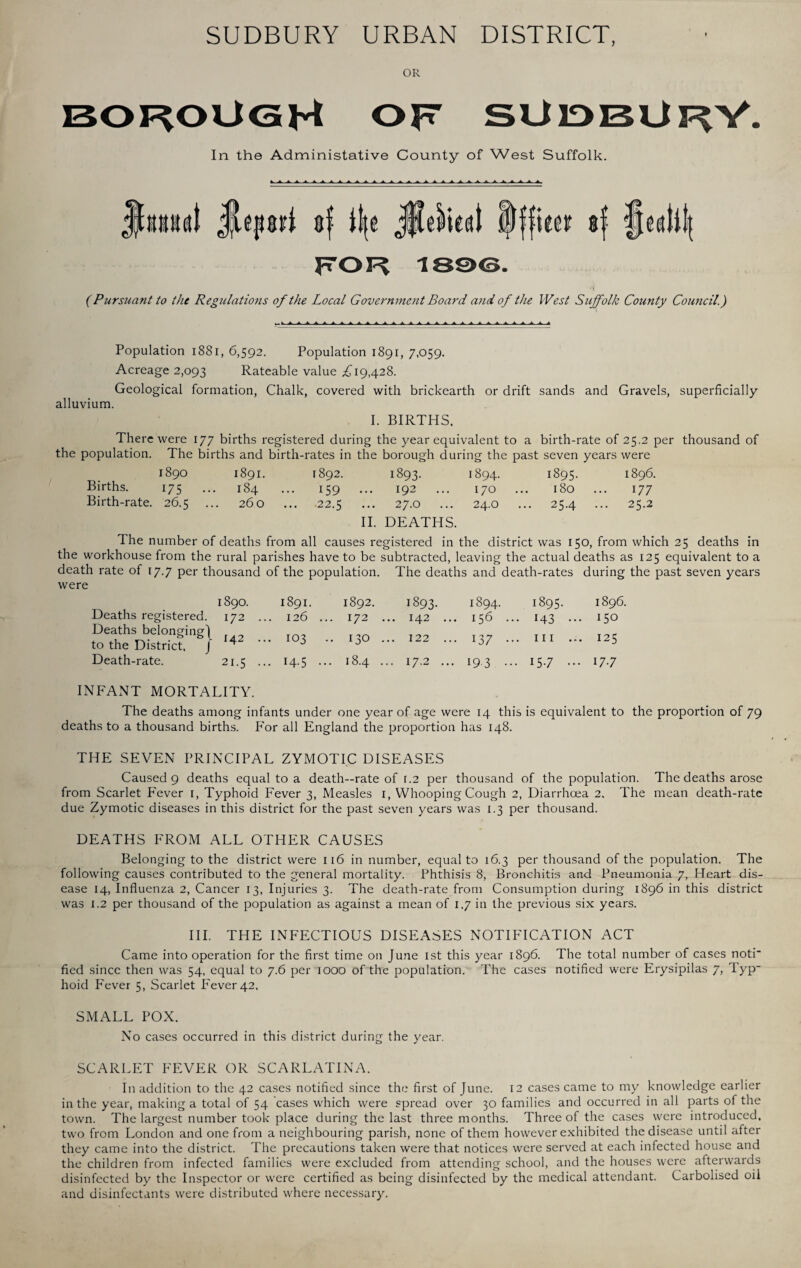 SUDBURY URBAN DISTRICT,
OR
BOROUGH OF SUDBURY.
In the Administative County of West Suffolk.
Annual Report of the Medical Officer of Health
FOR 1896.
(Pursuant to the Regulations of the Local Government Board and of the West Suffolk County Council.)
Population 1881, 6,592. Population 1891, 7,059.
Acreage 2,093 Rateable value £19,428.
Geological formation, Chalk, covered with brickearth or drift sands and Gravels, superficially
alluvium.
I. BIRTHS.
There were 177 births registered during the year equivalent to a birth-rate of 25.2 per thousand of
the population. The births and birth-rates in the borough during the past seven years were
1890 1891. 1892. 1893. 1894. 1895. 1896.
Births. 175 ... 184 ... 159 ... 192 ... 170 ... 180 ... 177
Birth-rate. 26.5 ... 26 0 ... 22.5 ... 27.0 ... 24.0 ... 25.4 ... 25.2
II. DEATHS.
The number of deaths from all causes registered in the district was 150, from which 25 deaths in
the workhouse from the rural parishes have to be subtracted, leaving the actual deaths as 125 equivalent to a
death rate of 17.7 per thousand of the population. The deaths and death-rates during the past seven years
were
1890. 1891. 1892. 1893. 1894. 1895. 1896.
Deaths registered. 172 ... 126 ... 172 ... 142 ... 156 ... 143 ... 150
Deaths belonging}
to the District, } 142 ... 103 .. 130 ... 122 ... 137 ... 111 ... 125
Death-rate. 21.5 ... 14.5 ... 18.4 ... 17.2 ... 19 3 ... 15.7 ... 17.7
INFANT MORTALITY.
The deaths among infants under one year of age were 14 this is equivalent to the proportion of 79
deaths to a thousand births. For all England the proportion has 148.
THE SEVEN PRINCIPAL ZYMOTIC DISEASES
Caused 9 deaths equal to a death--rate of 1.2 per thousand of the population. The deaths arose
from Scarlet Fever 1, Typhoid Fever 3, Measles 1, Whooping Cough 2, Diarrhœa 2. The mean death-rate
due Zymotic diseases in this district for the past seven years was 1.3 per thousand.
DEATHS FROM ALL OTHER CAUSES
Belonging to the district were 116 in number, equal to 16.3 per thousand of the population. The
following causes contributed to the general mortality. Phthisis 8, Bronchitis and Pneumonia 7, Heart dis-
ease 14, Influenza 2, Cancer 13, Injuries 3. The death-rate from Consumption during 1896 in this district
was 1.2 per thousand of the population as against a mean of 1,7 in the previous six years.
III. THE INFECTIOUS DISEASES NOTIFICATION ACT
Came into operation for the first time on June 1st this year 1896. The total number of cases noti-
fied since then was 54, equal to 7.6 per 1000 of the population. The cases notified were Erysipilas 7, Typ-
hoid Fever 5, Scarlet Fever 42.
SMALL POX.
No cases occurred in this district during the year.
SCARLET FEVER OR SCARLATINA.
In addition to the 42 cases notified since the first of June. 12 cases came to my knowledge earlier
in the year, making a total of 54 cases which were spread over 30 families and occurred in all parts of the
town. The largest number took place during the last three months. Three of the cases were introduced,
two from London and one from a neighbouring parish, none of them however exhibited the disease until after
they came into the district. The precautions taken were that notices were served at each infected house and
the children from infected families were excluded from attending school, and the houses were afterwards
disinfected by the Inspector or were certified as being disinfected by the medical attendant. Carbolised oil
and disinfectants were distributed where necessary.